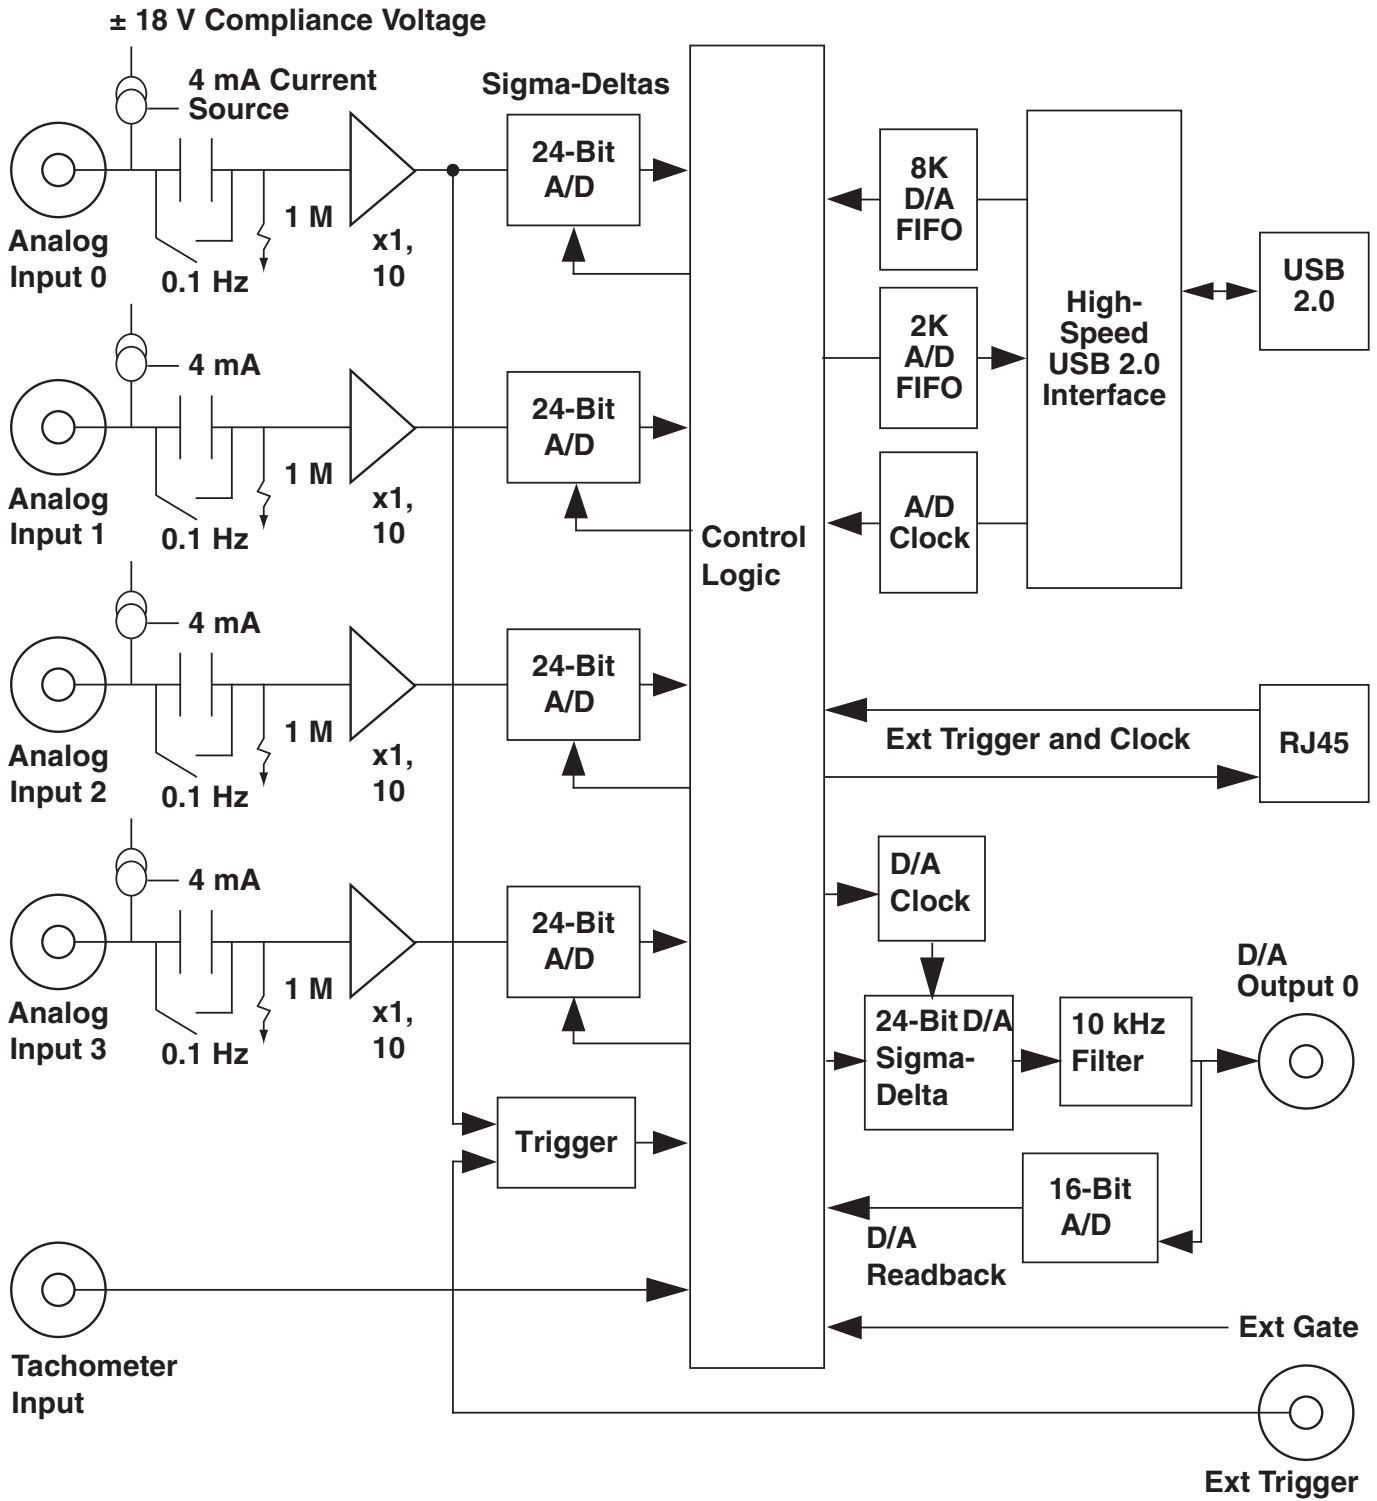 ± 18 V Compliance Voltage
4 mA Current
Source
Sigma-Deltas
24-Bit
A/D
1 M
Analog
Input 0
0.1 Hz
x1,
10
8K
D/A
FIFO
USB
2.0
High-
Speed
USB 2.0
Interface
2K
A/D
FIFO
4 mA
24-Bit
A/D
1 M
Analog
Input 1
0.1 Hz
x1,
10
A/D
Clock
Control
Logic
4 mA
24-Bit
A/D
1 M
Analog
Input 2
0.1 Hz
x1,
10
Ext Trigger and Clock
RJ45
4 mA
24-Bit
A/D
1 M
Analog
Input 3
0.1 Hz
x1,
10
D/A
Clock
D/A
Output 0
24-Bit D/A
Sigma-
Delta
10 kHz
Filter
Trigger
16-Bit
A/D
D/A
Readback
Tachometer
Input
Ext Gate
Ext Trigger